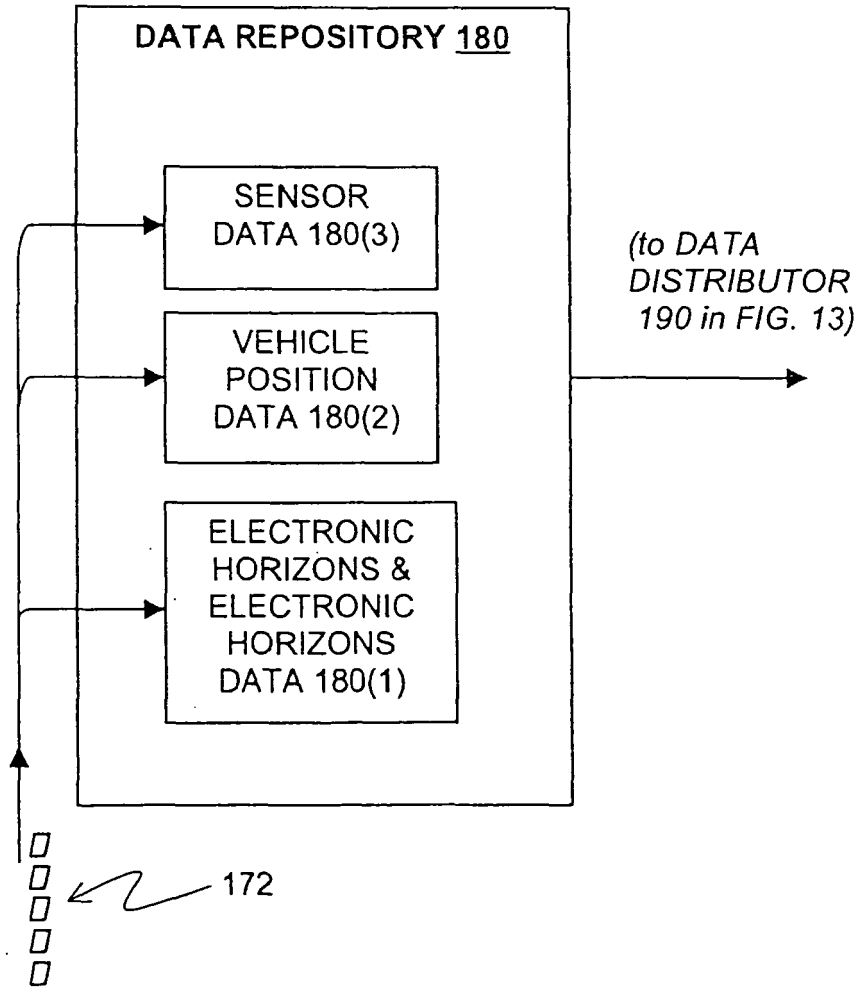 DATA REPOSITORY 180
SENSOR
DATA 180(3)
(to DATA
DISTRIBUTOR
190 in FIG. 13)
VEHICLE
POSITION
DATA 180(2)
ELECTRONIC
HORIZONS &
ELECTRONIC
HORIZONS
DATA 180(1)
172